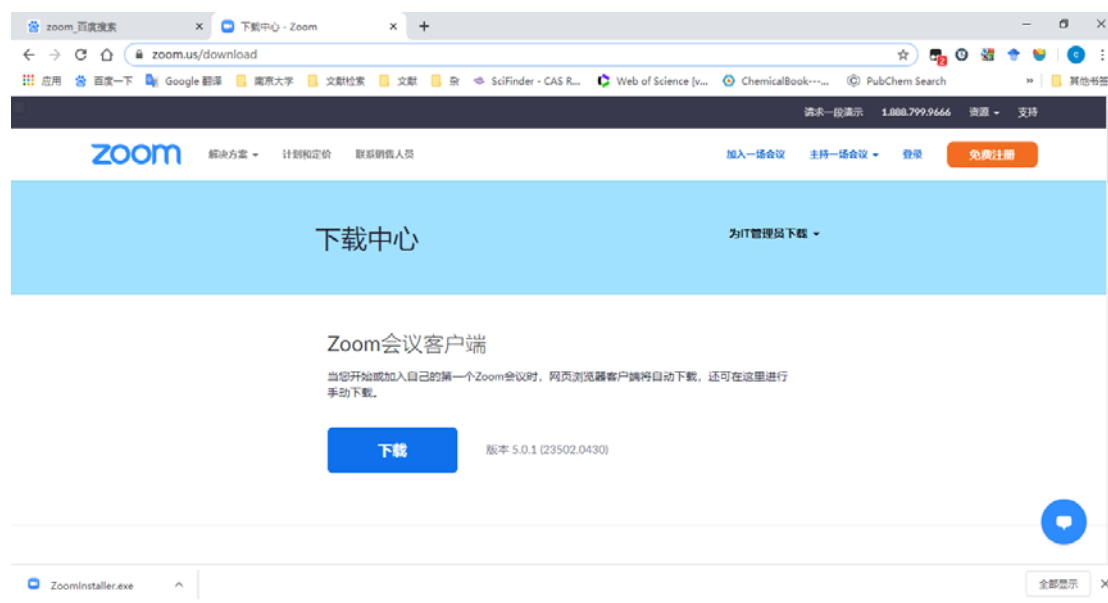 zoom_百度搜索
下载中心 - Zoom
zoom.us/download
2
c
应用 百度一下 Google 翻译 南京大学 文献检索 文献 杂 SciFinder - CAS R... Web of Science [v... ChemicalBook---... PubChem Search » 其他书签
请求一段演示 1.888.799.9666 资源 支持
zoom 解决方案 计划和定价 联系销售人员 加入一场会议 主持一场会议 登录 免费注册
下载中心 为IT管理员下载
Zoom会议客户端
当您开始或加入自己的第一个Zoom会议时，网页浏览器客户端将自动下载，还可在这里进行
手动下载。
下载 版本 5.0.1 (23502.0430)
ZoomInstaller.exe 全部显示